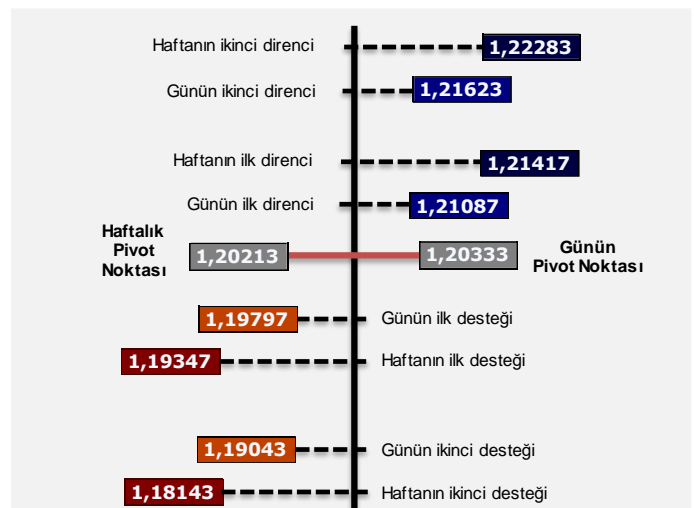 Haftanın ikinci direnci
1,22283
Günün ikinci direnci
1,21623
Haftanın ilk direnci
1,21417
Günün ilk direnci
1,21087
Haftalık
Pivot
Noktası
1,20213
1,20333
Günün
Pivot Noktası
1,19797
Günün ilk desteği
1,19347
Haftanın ilk desteği
1,19043
Günün ikinci desteği
1,18143
Haftanın ikinci desteği